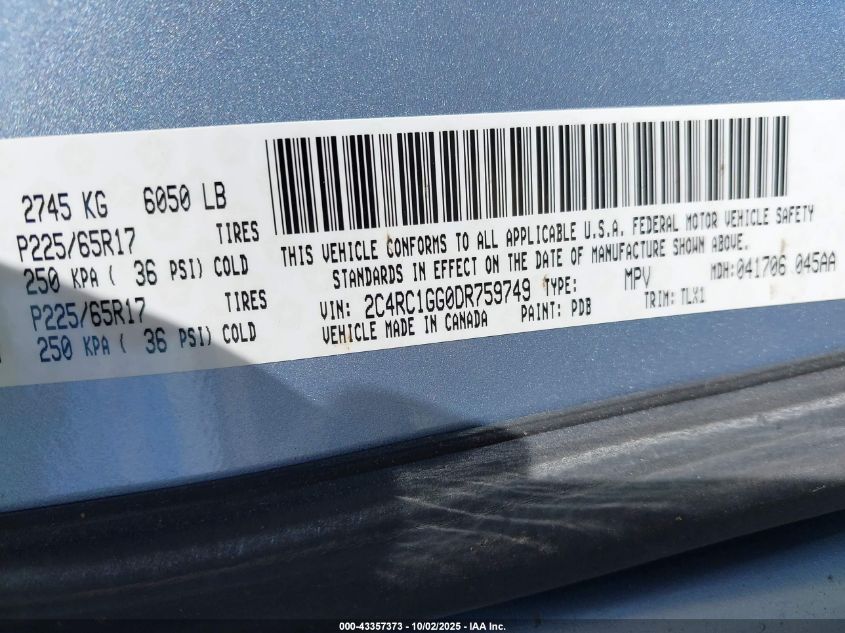 2745 KG 6050 LB
P225/65R17 TIRES
250 KPA ( 36 PSI) COLD
P225/65R17 TIRES
250 KPA ( 36 PSI) COLD
THIS VEHICLE CONFORMS TO ALL APPLICABLE U.S.A. FEDERAL MOTOR VEHICLE SAFETY
STANDARDS IN EFFECT ON THE DATE OF MANUFACTURE SHOWN ABOVE.
VIN: 2C4RC1GG0DR759749 TYPE: MPV MDH:041706 045AA
VEHICLE MADE IN CANADA PAINT: PDB TRIM: TLX1
000-43357373 - 10/02/2025 - IAA Inc.